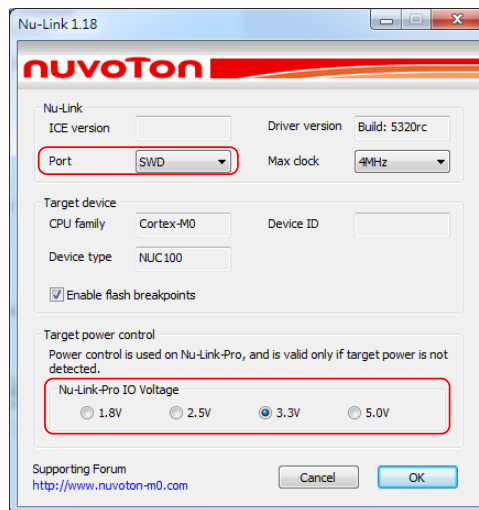 Nu-Link 1.18
nuvoTon
Nu-Link
ICE version
Driver version Build: 5320rc
Port SWD Max clock 4MHz
Target device
CPU family Cortex-M0 Device ID
Device type NUC100
Enable flash breakpoints
Target power control
Power control is used on Nu-Link-Pro, and is valid only if target power is not
detected.
Nu-Link-Pro IO Voltage
1.8V 2.5V 3.3V 5.0V
Supporting Forum
http://www.nuvoton-m0.com
Cancel OK